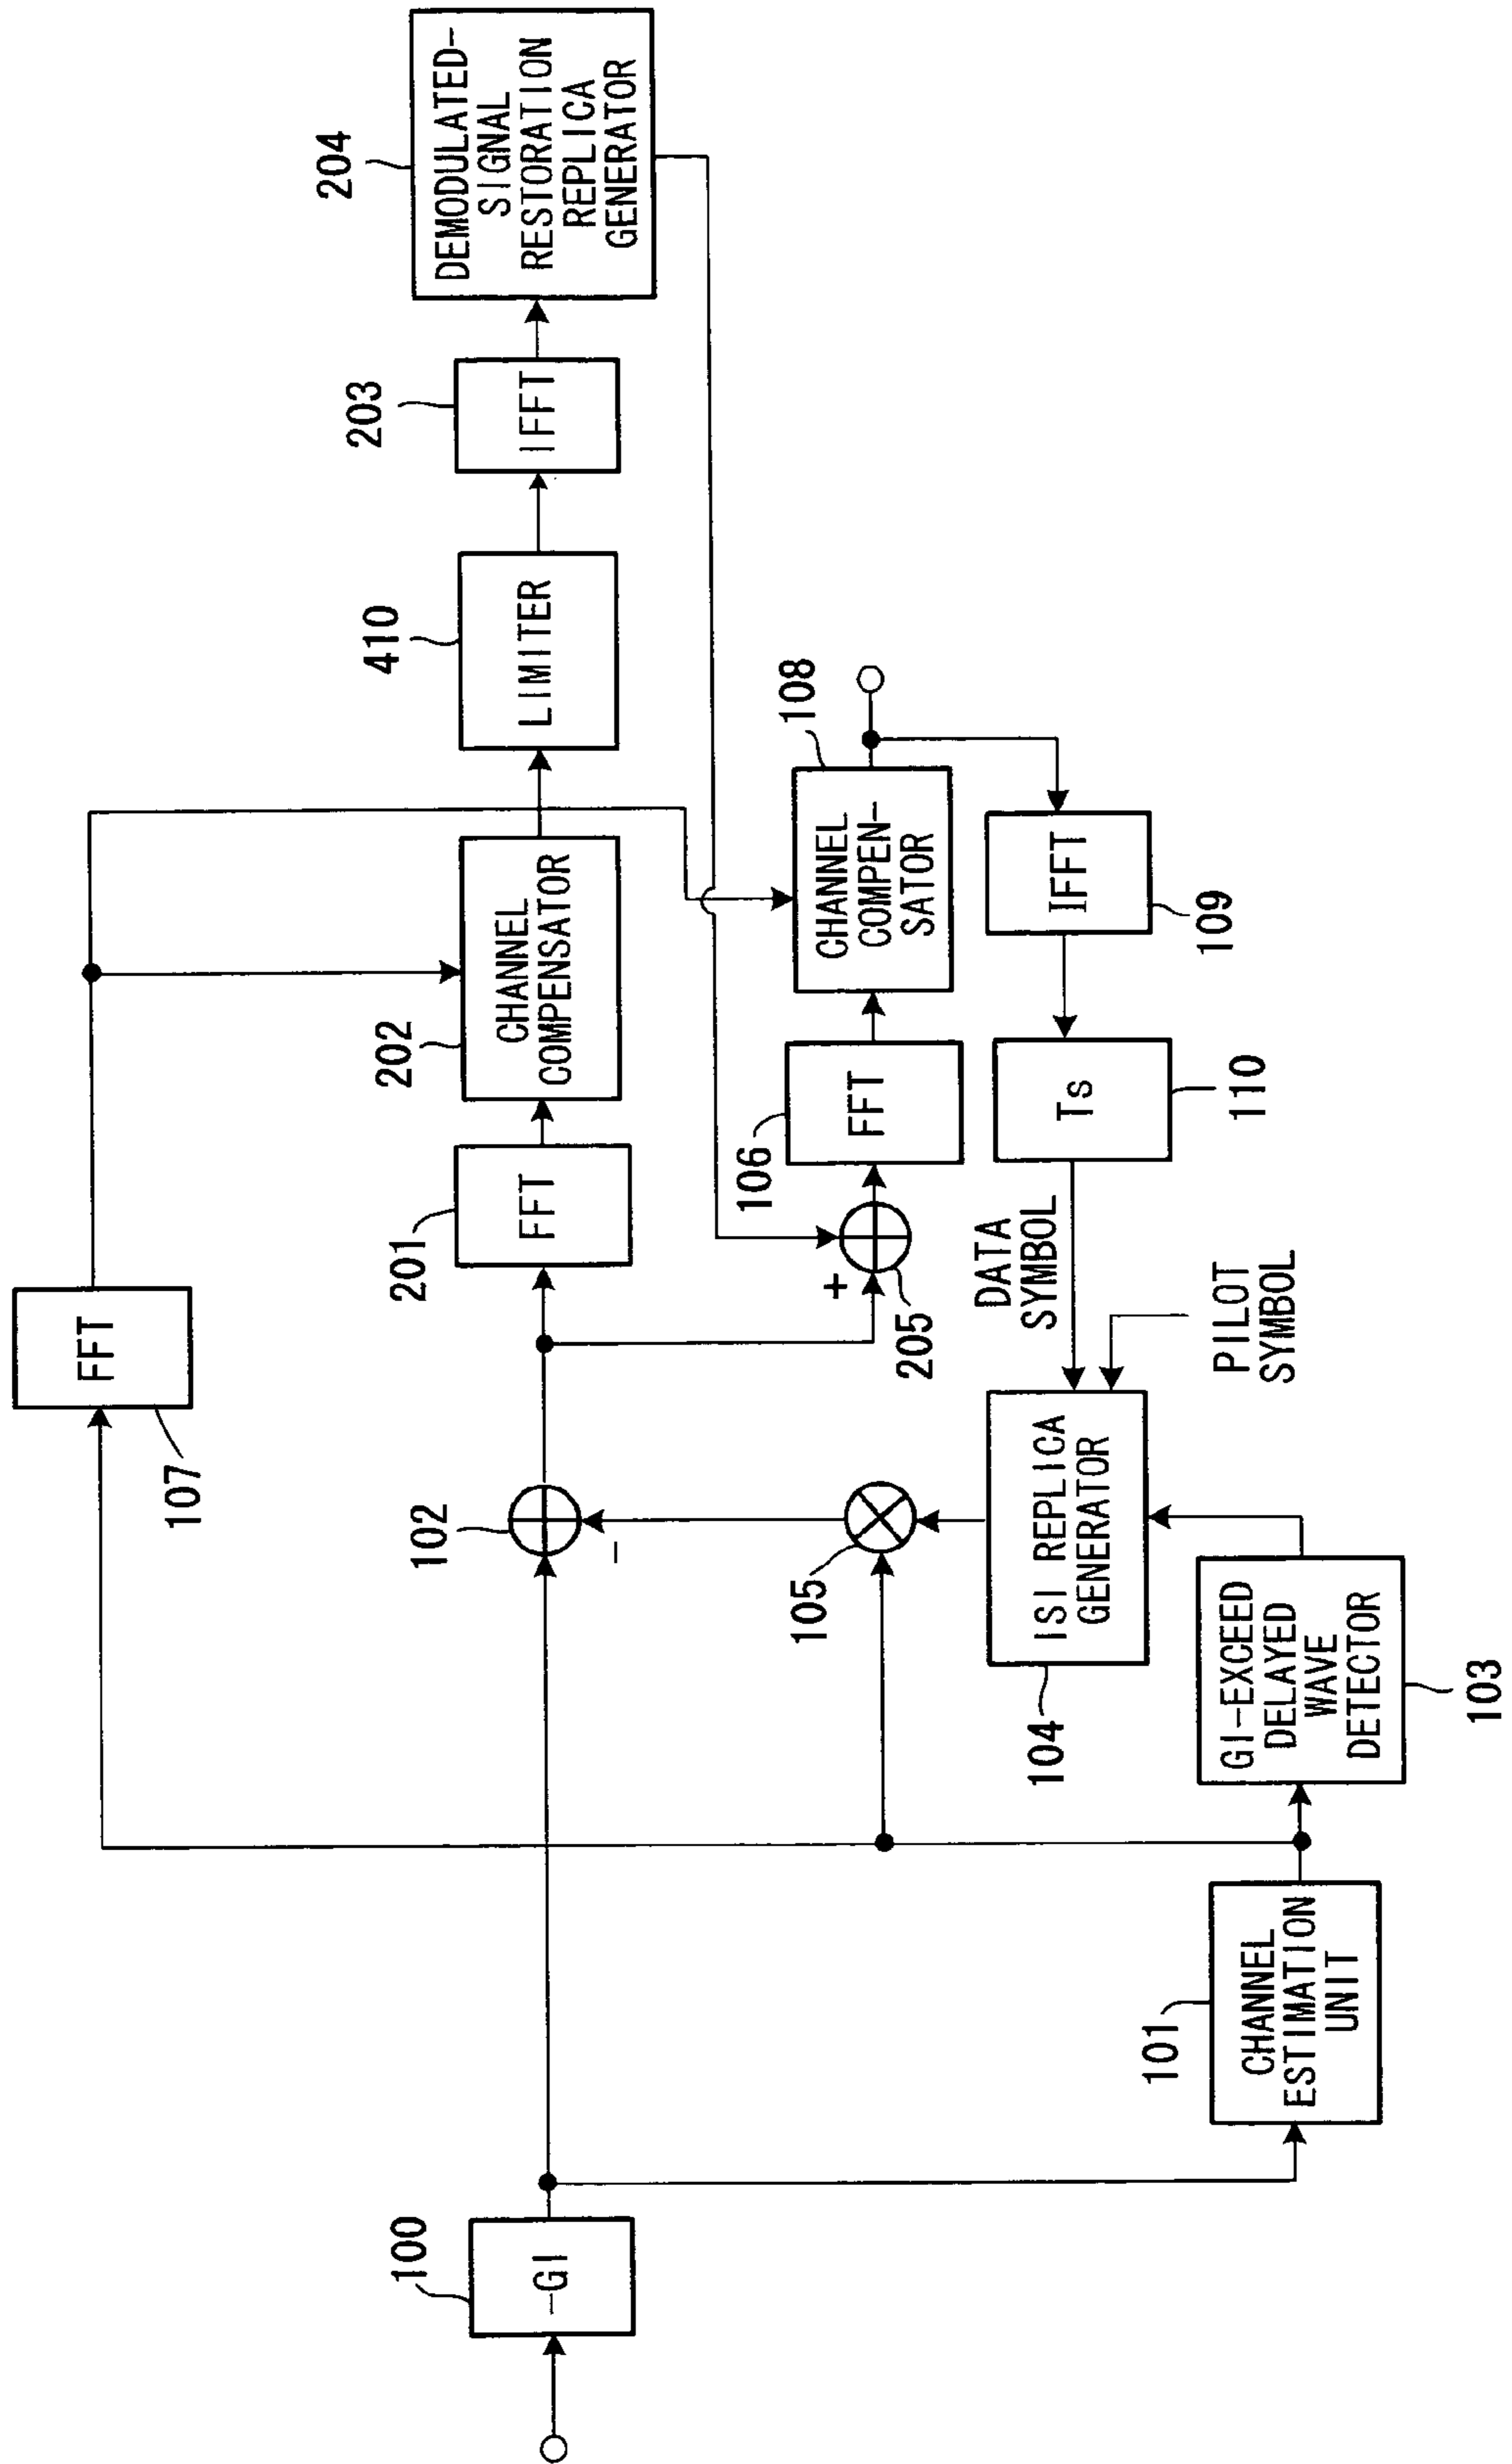 100
-GI
101
CHANNEL
ESTIMATION
UNIT
107
FFT
102
-
105
104
ISI REPLICA
GENERATOR
103
GI-EXCEED
DELAYED
WAVE
DETECTOR
201
FFT
202
CHANNEL
COMPENSATOR
410
LIMITER
203
IFFT
204
DEMODULATED-
SIGNAL
RESTORATION
REPLICA
GENERATOR
+
205
106
FFT
108
CHANNEL
COMPEN-
SATOR
IFFT
109
Ts
110
DATA
SYMBOL
PILOT
SYMBOL